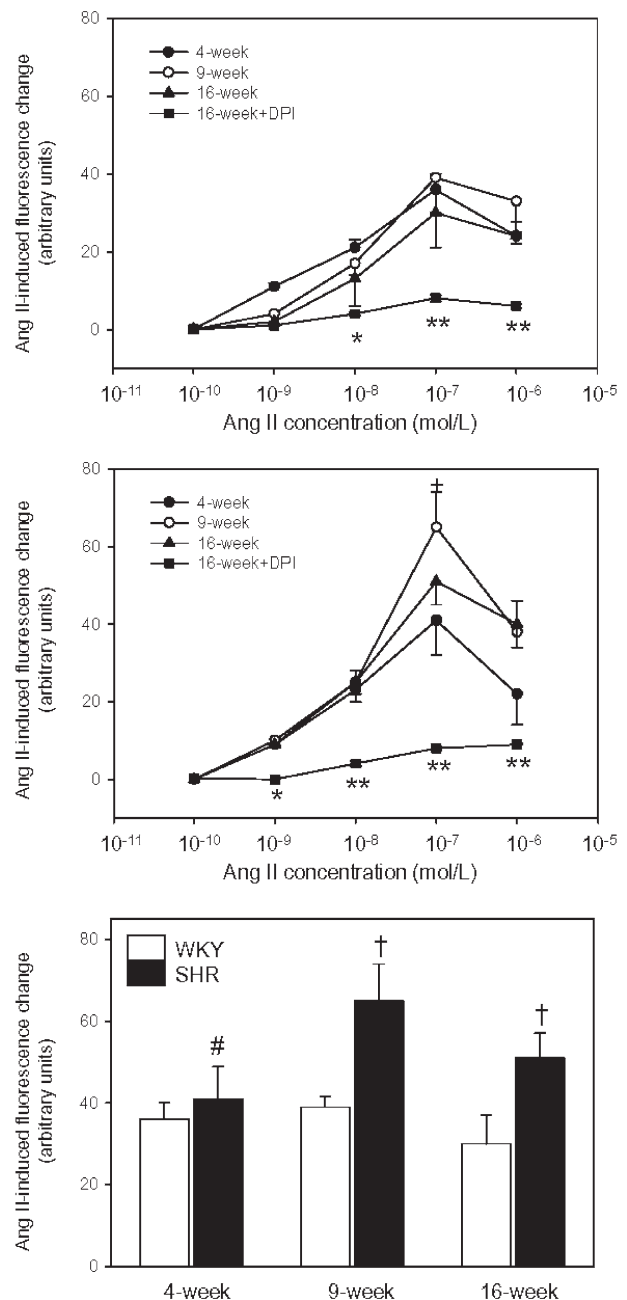 Ang II-induced fluorescence change
(arbitrary units)
80
60
40
20
0
4-week
9-week
16-week
16-week+DPI
*
**
**
10-11
10-10
10-9
10-8
10-7
10-6
10-5
Ang II concentration (mol/L)
Ang II-induced fluorescence change
(arbitrary units)
80
60
40
20
0
4-week
9-week
16-week
16-week+DPI
‡
*
**
**
**
10-11
10-10
10-9
10-8
10-7
10-6
10-5
Ang II concentration (mol/L)
Ang II-induced fluorescence change
(arbitrary units)
80
60
40
20
0
WKY
SHR
#
†
†
4-week
9-week
16-week